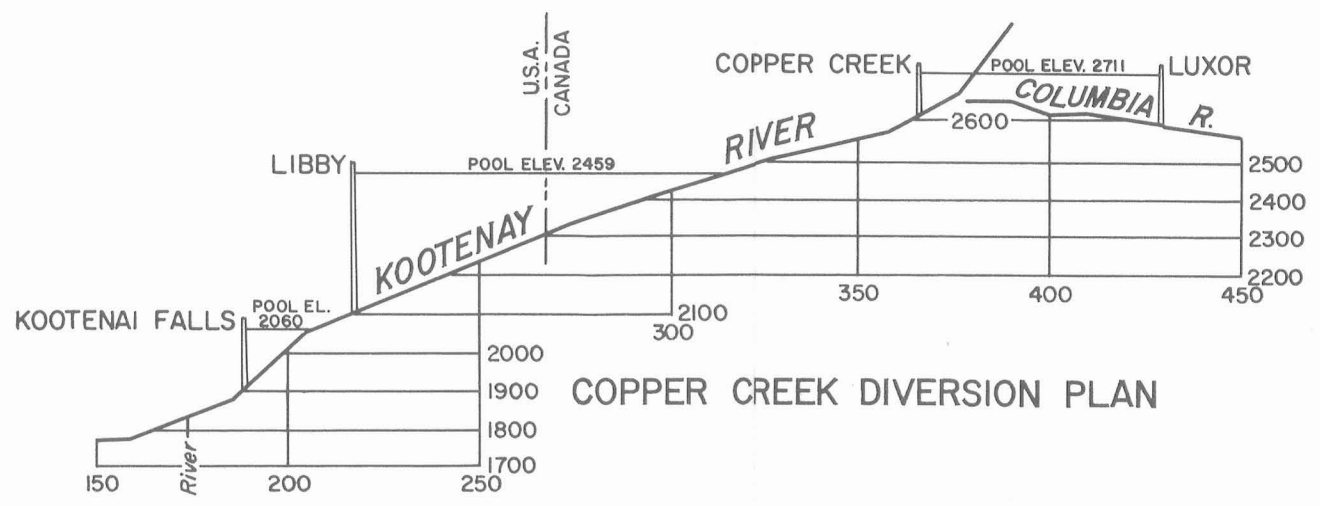 U.S.A.
CANADA
COPPER CREEK
POOL ELEV. 2711
LUXOR
COLUMBIA R.
2600
RIVER
LIBBY
POOL ELEV. 2459
2500
2400
KOOTENAY
2300
2200
350
400
450
POOL EL.
2060
KOOTENAI FALLS
2100
300
2000
1900
COPPER CREEK DIVERSION PLAN
1800
1700
150
River
200
250